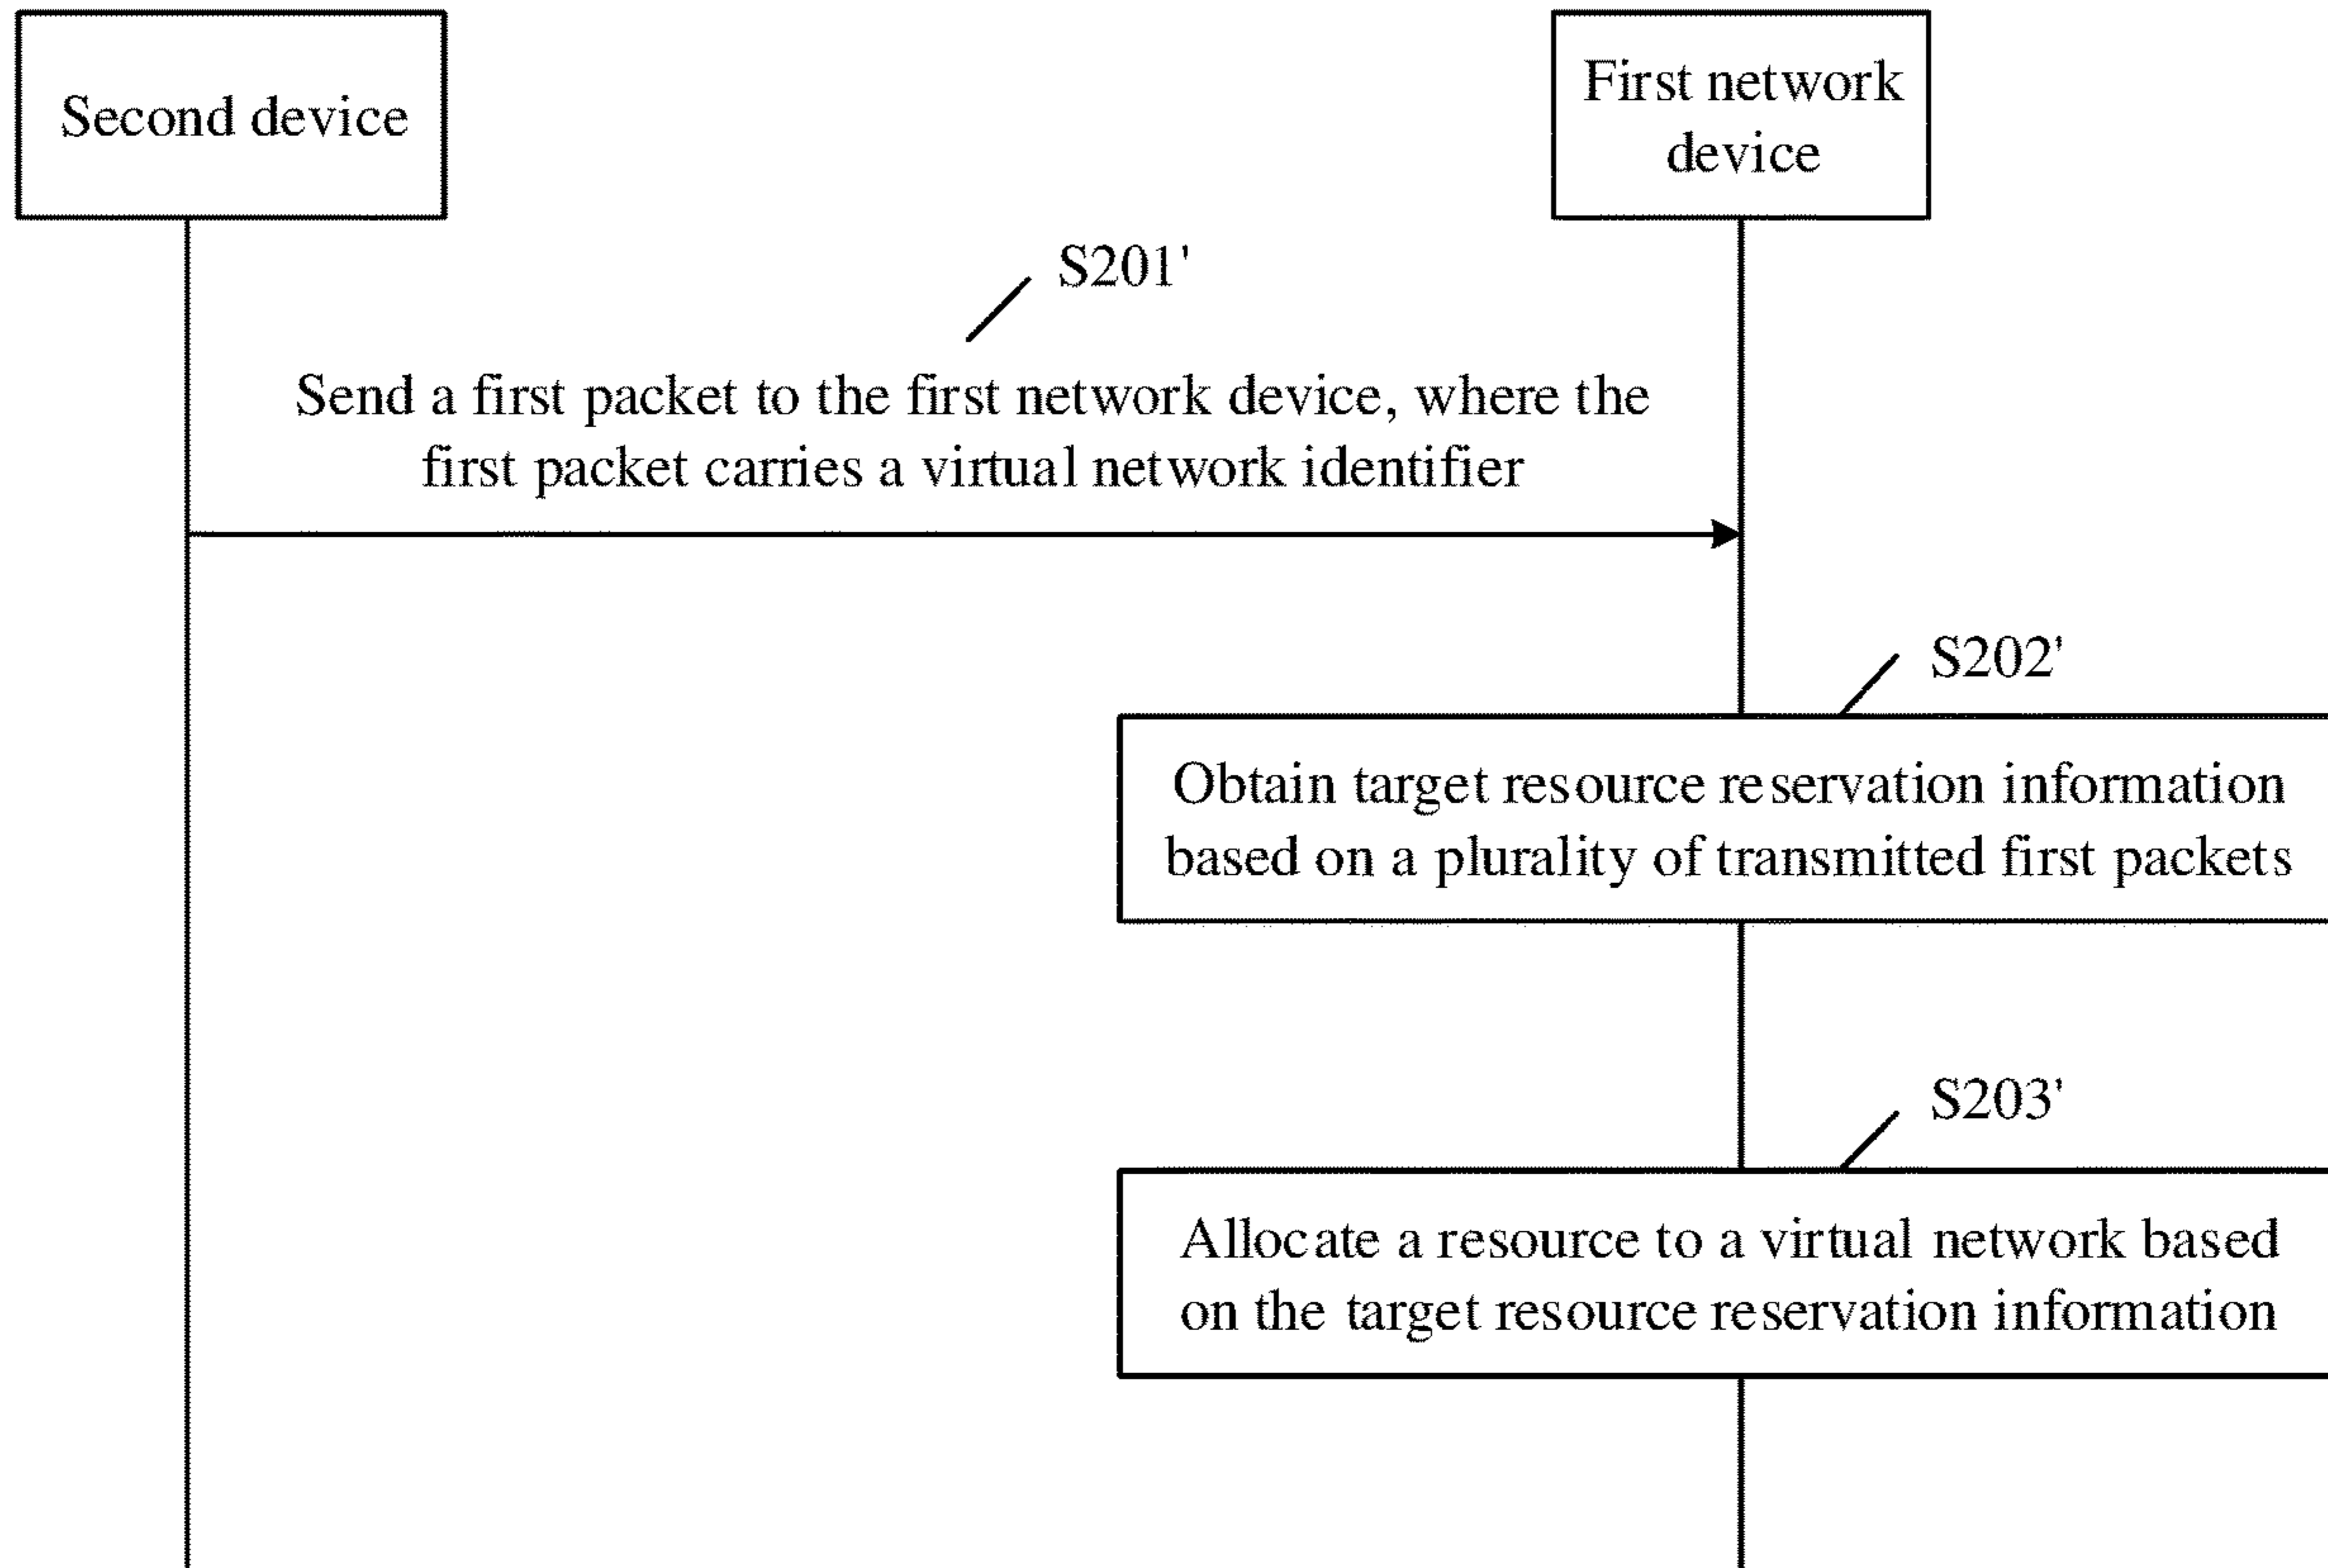 Second device
First network
device
S201'
Send a first packet to the first network device, where the
first packet carries a virtual network identifier
S202'
Obtain target resource reservation information
based on a plurality of transmitted first packets
S203'
Allocate a resource to a virtual network based
on the target resource reservation information